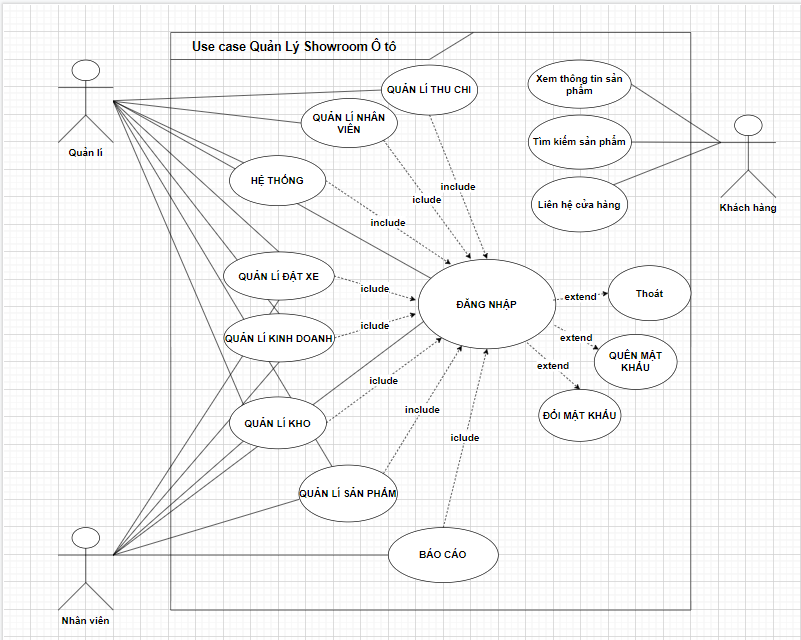 Use case Quản Lý Showroom Ô tô
Quản lí
QUẢN LÍ THU CHI
QUẢN LÍ NHÂN
VIÊN
HỆ THỐNG
include
iclude
include
QUẢN LÍ ĐẶT XE
iclude
QUẢN LÍ KINH DOANH
iclude
ĐĂNG NHẬP
QUẢN LÍ KHO
iclude
QUẢN LÍ SẢN PHẨM
include
BÁO CÁO
iclude
Nhân viên
Xem thông tin sản
phẩm
Tìm kiếm sản phẩm
Liên hệ cửa hàng
Khách hàng
extend
Thoát
extend
QUÊN MẬT
KHẨU
extend
ĐỔI MẬT KHẨU